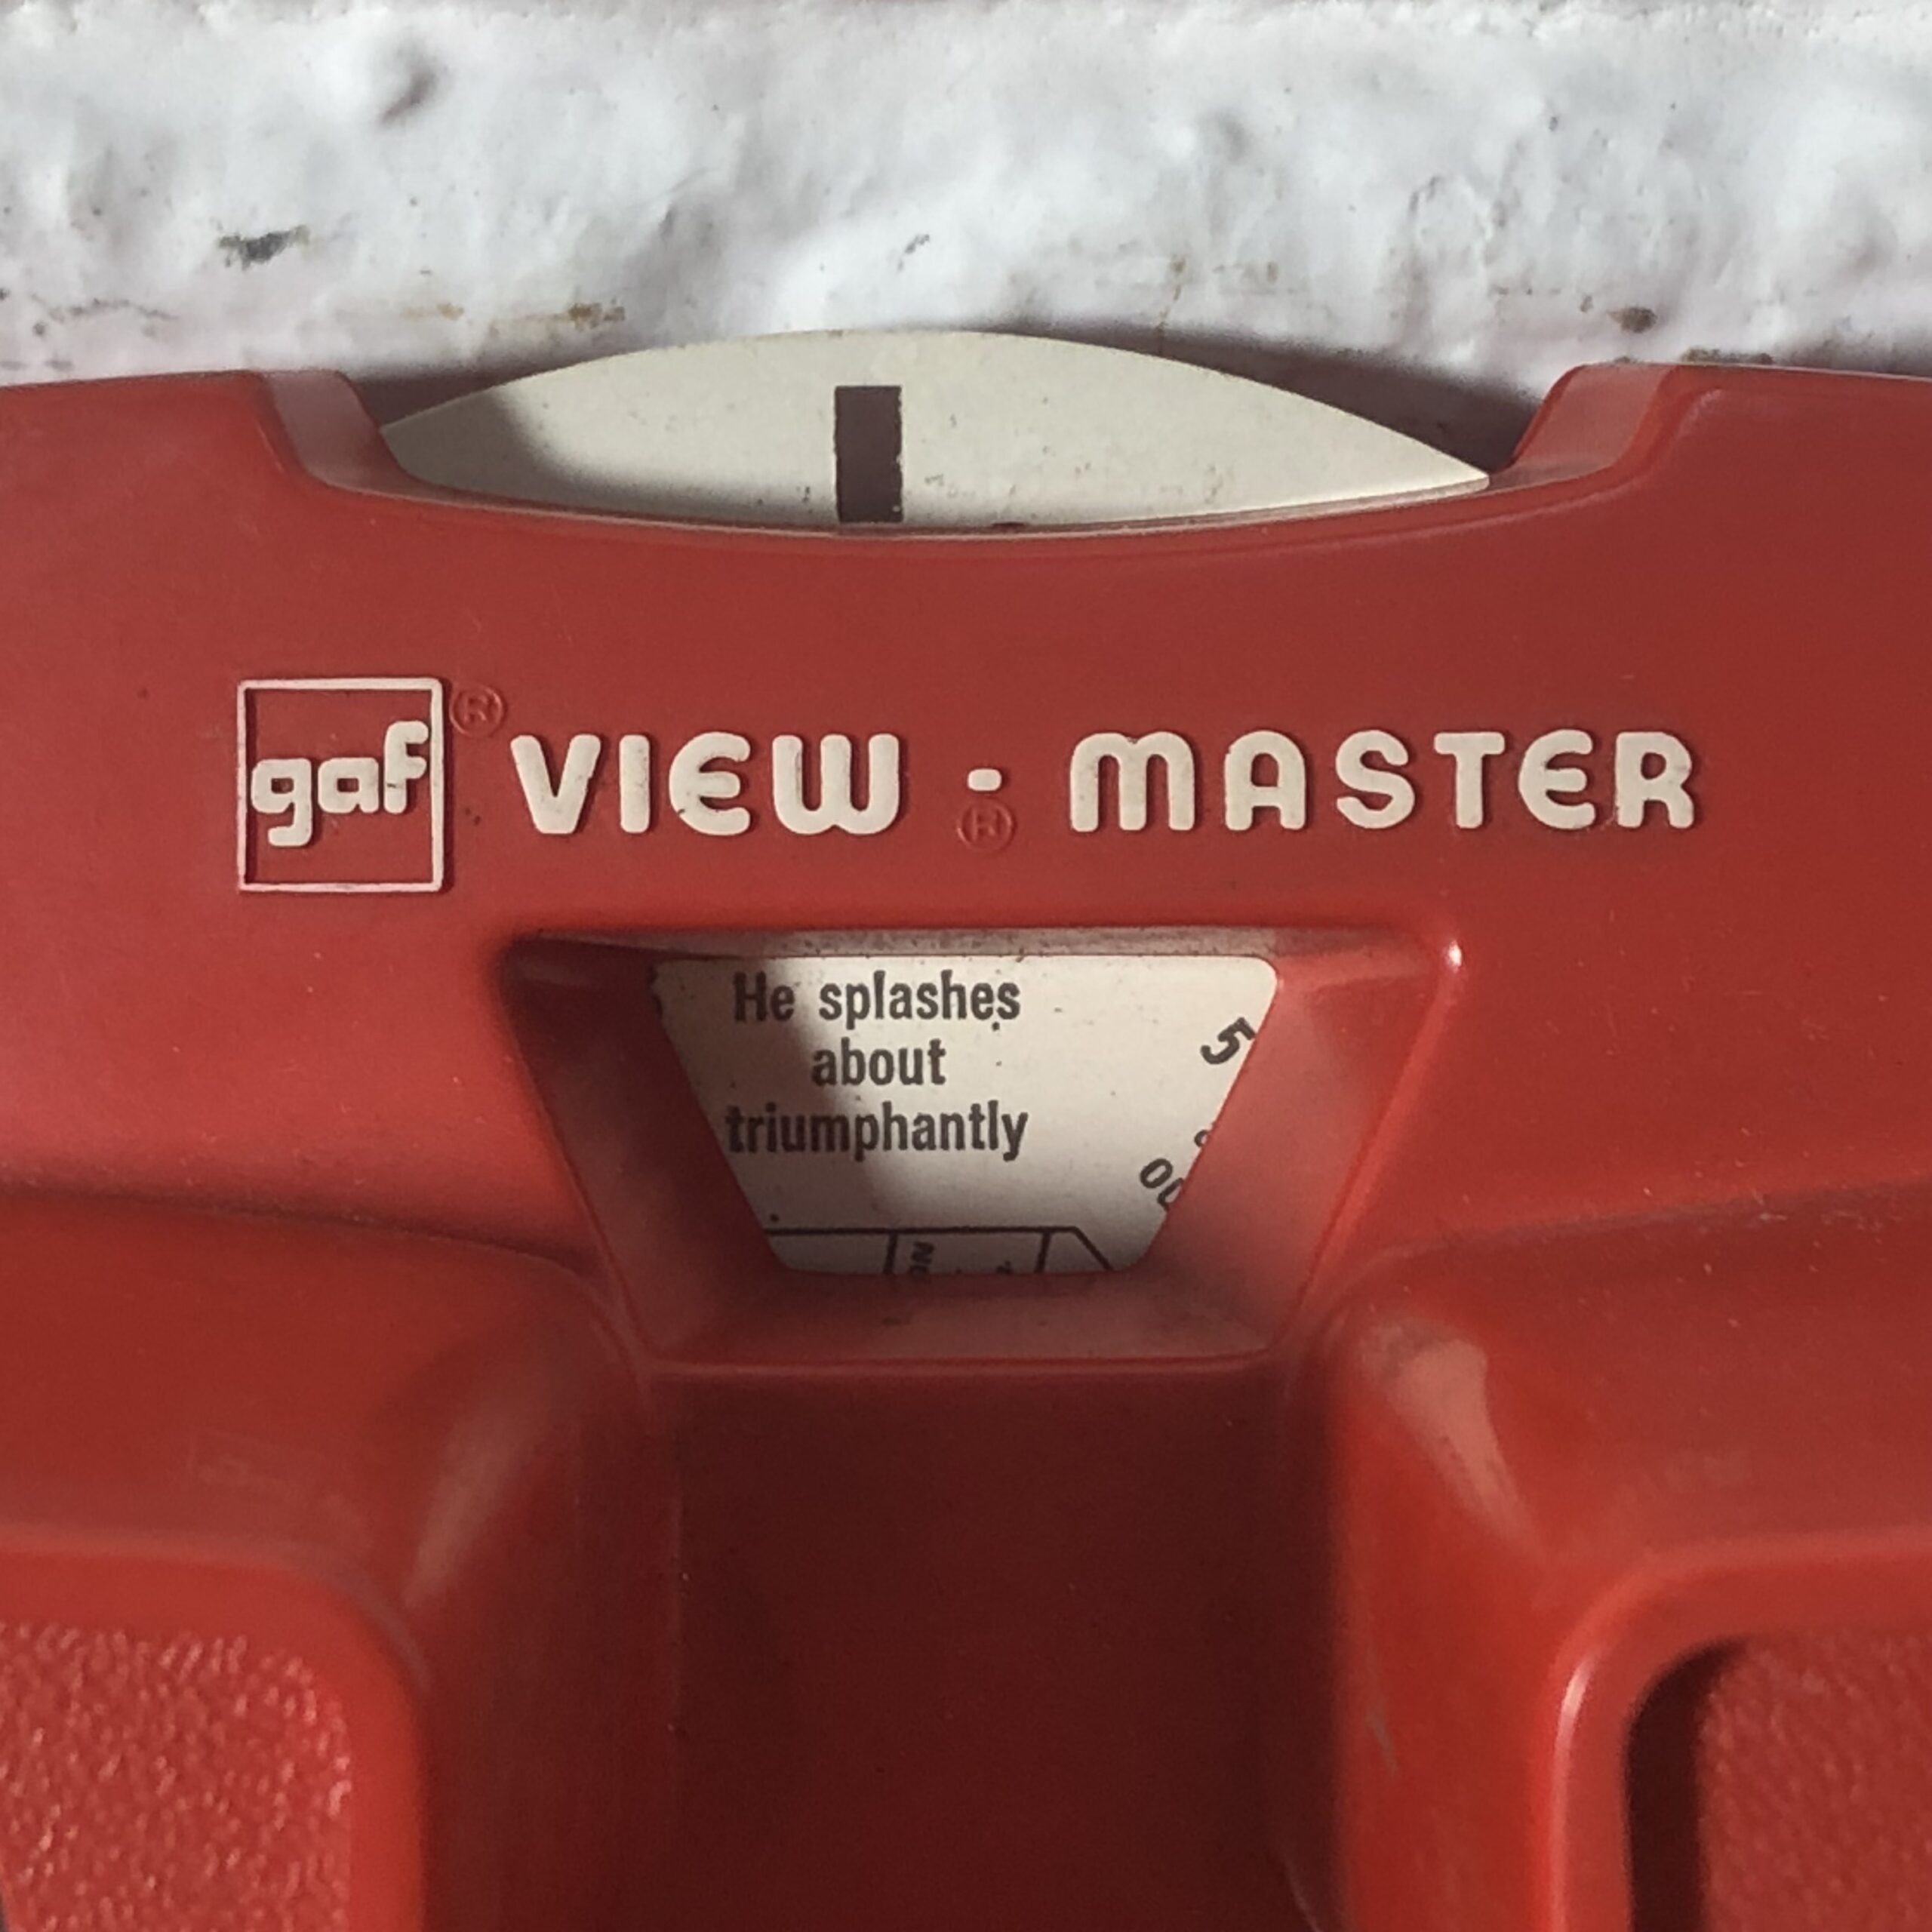 gaf® VIEW-MASTER
®
He splashes
about
triumphantly
5